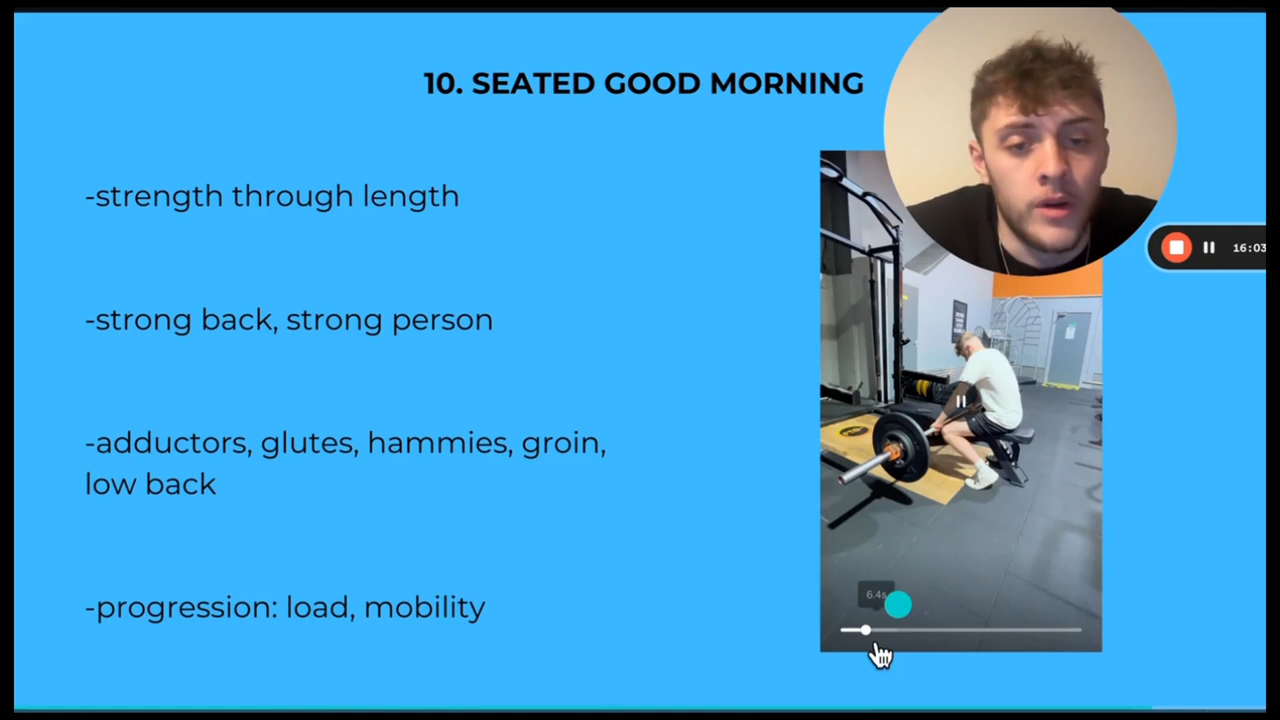 10. SEATED GOOD MORNING
-strength through length
16:03
-strong back, strong person
-adductors, glutes, hammies, groin,
low back
6.4s
-progression: load, mobility